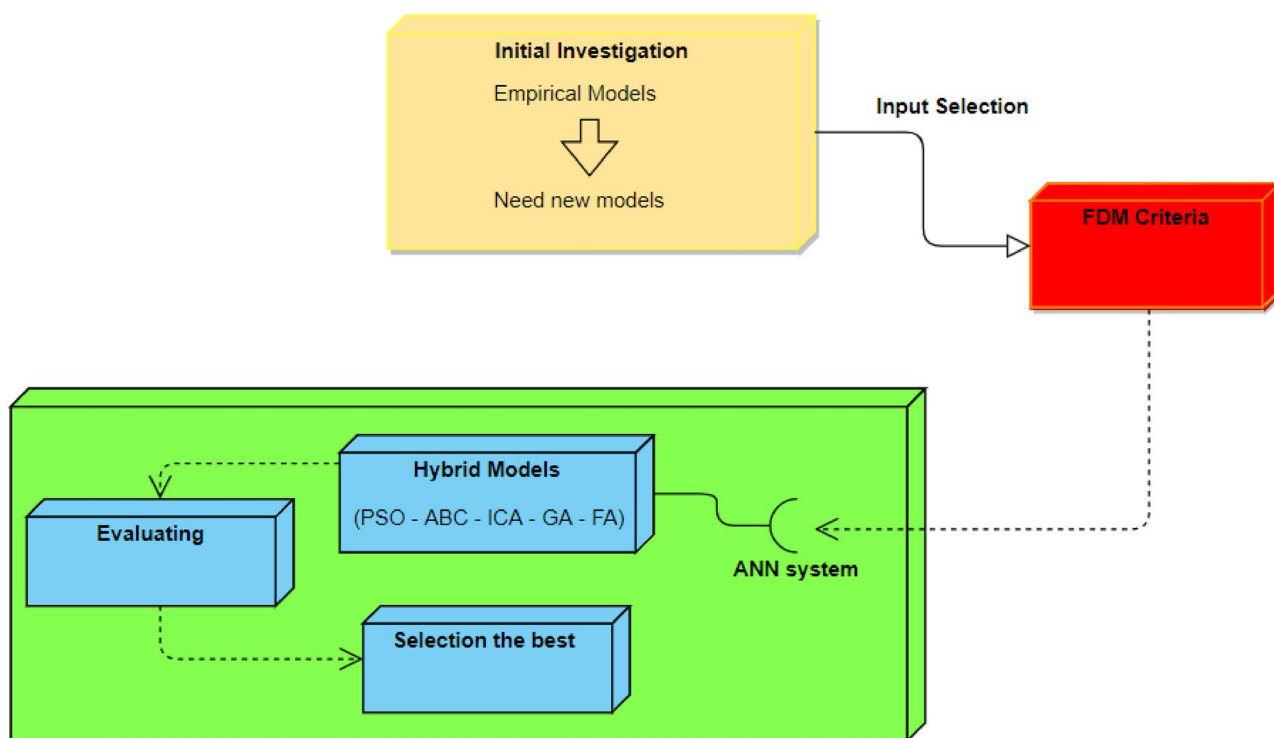 Initial Investigation
Empirical Models
Need new models
Input Selection
FDM Criteria
Hybrid Models
(PSO - ABC - ICA - GA - FA)
Evaluating
ANN system
Selection the best